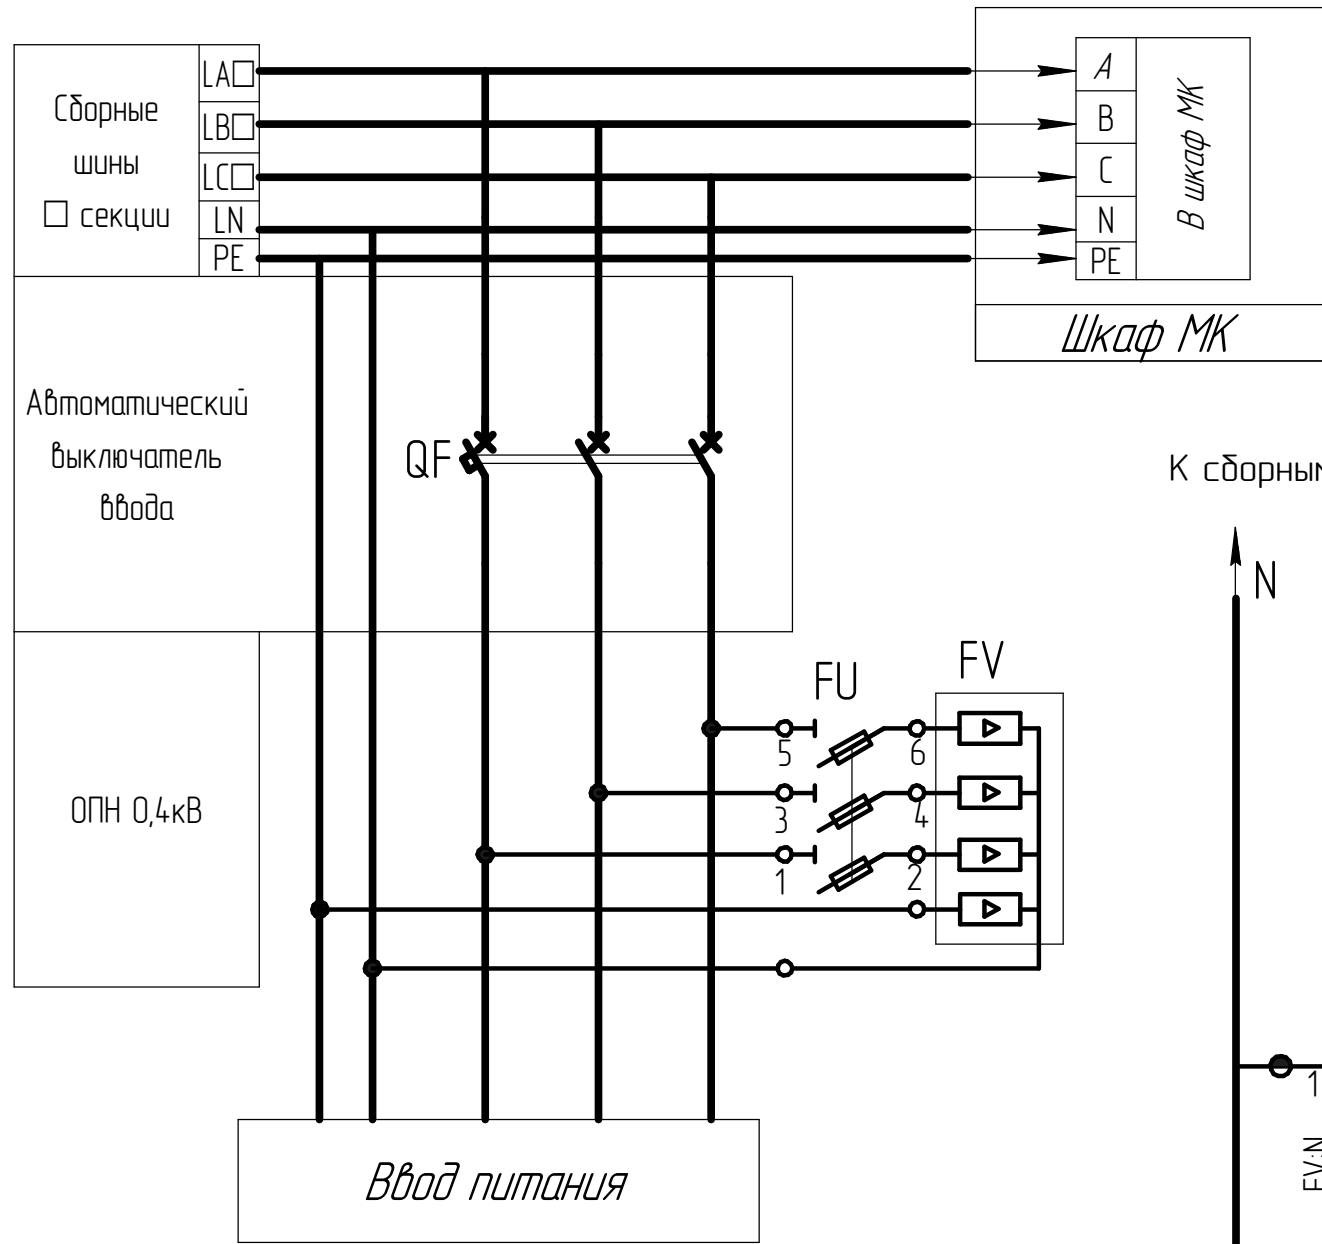 Сборные
шины
□ секции
LA□
LB□
LC□
LN
PE
A
B
C
N
PE
В шкаф МК
Шкаф МК
Автоматический
выключатель
ввода
QF
К сборным
N
ОПН 0,4кВ
FU
FV
5
6
3
4
1
2
1
FV:N
Ввод питания